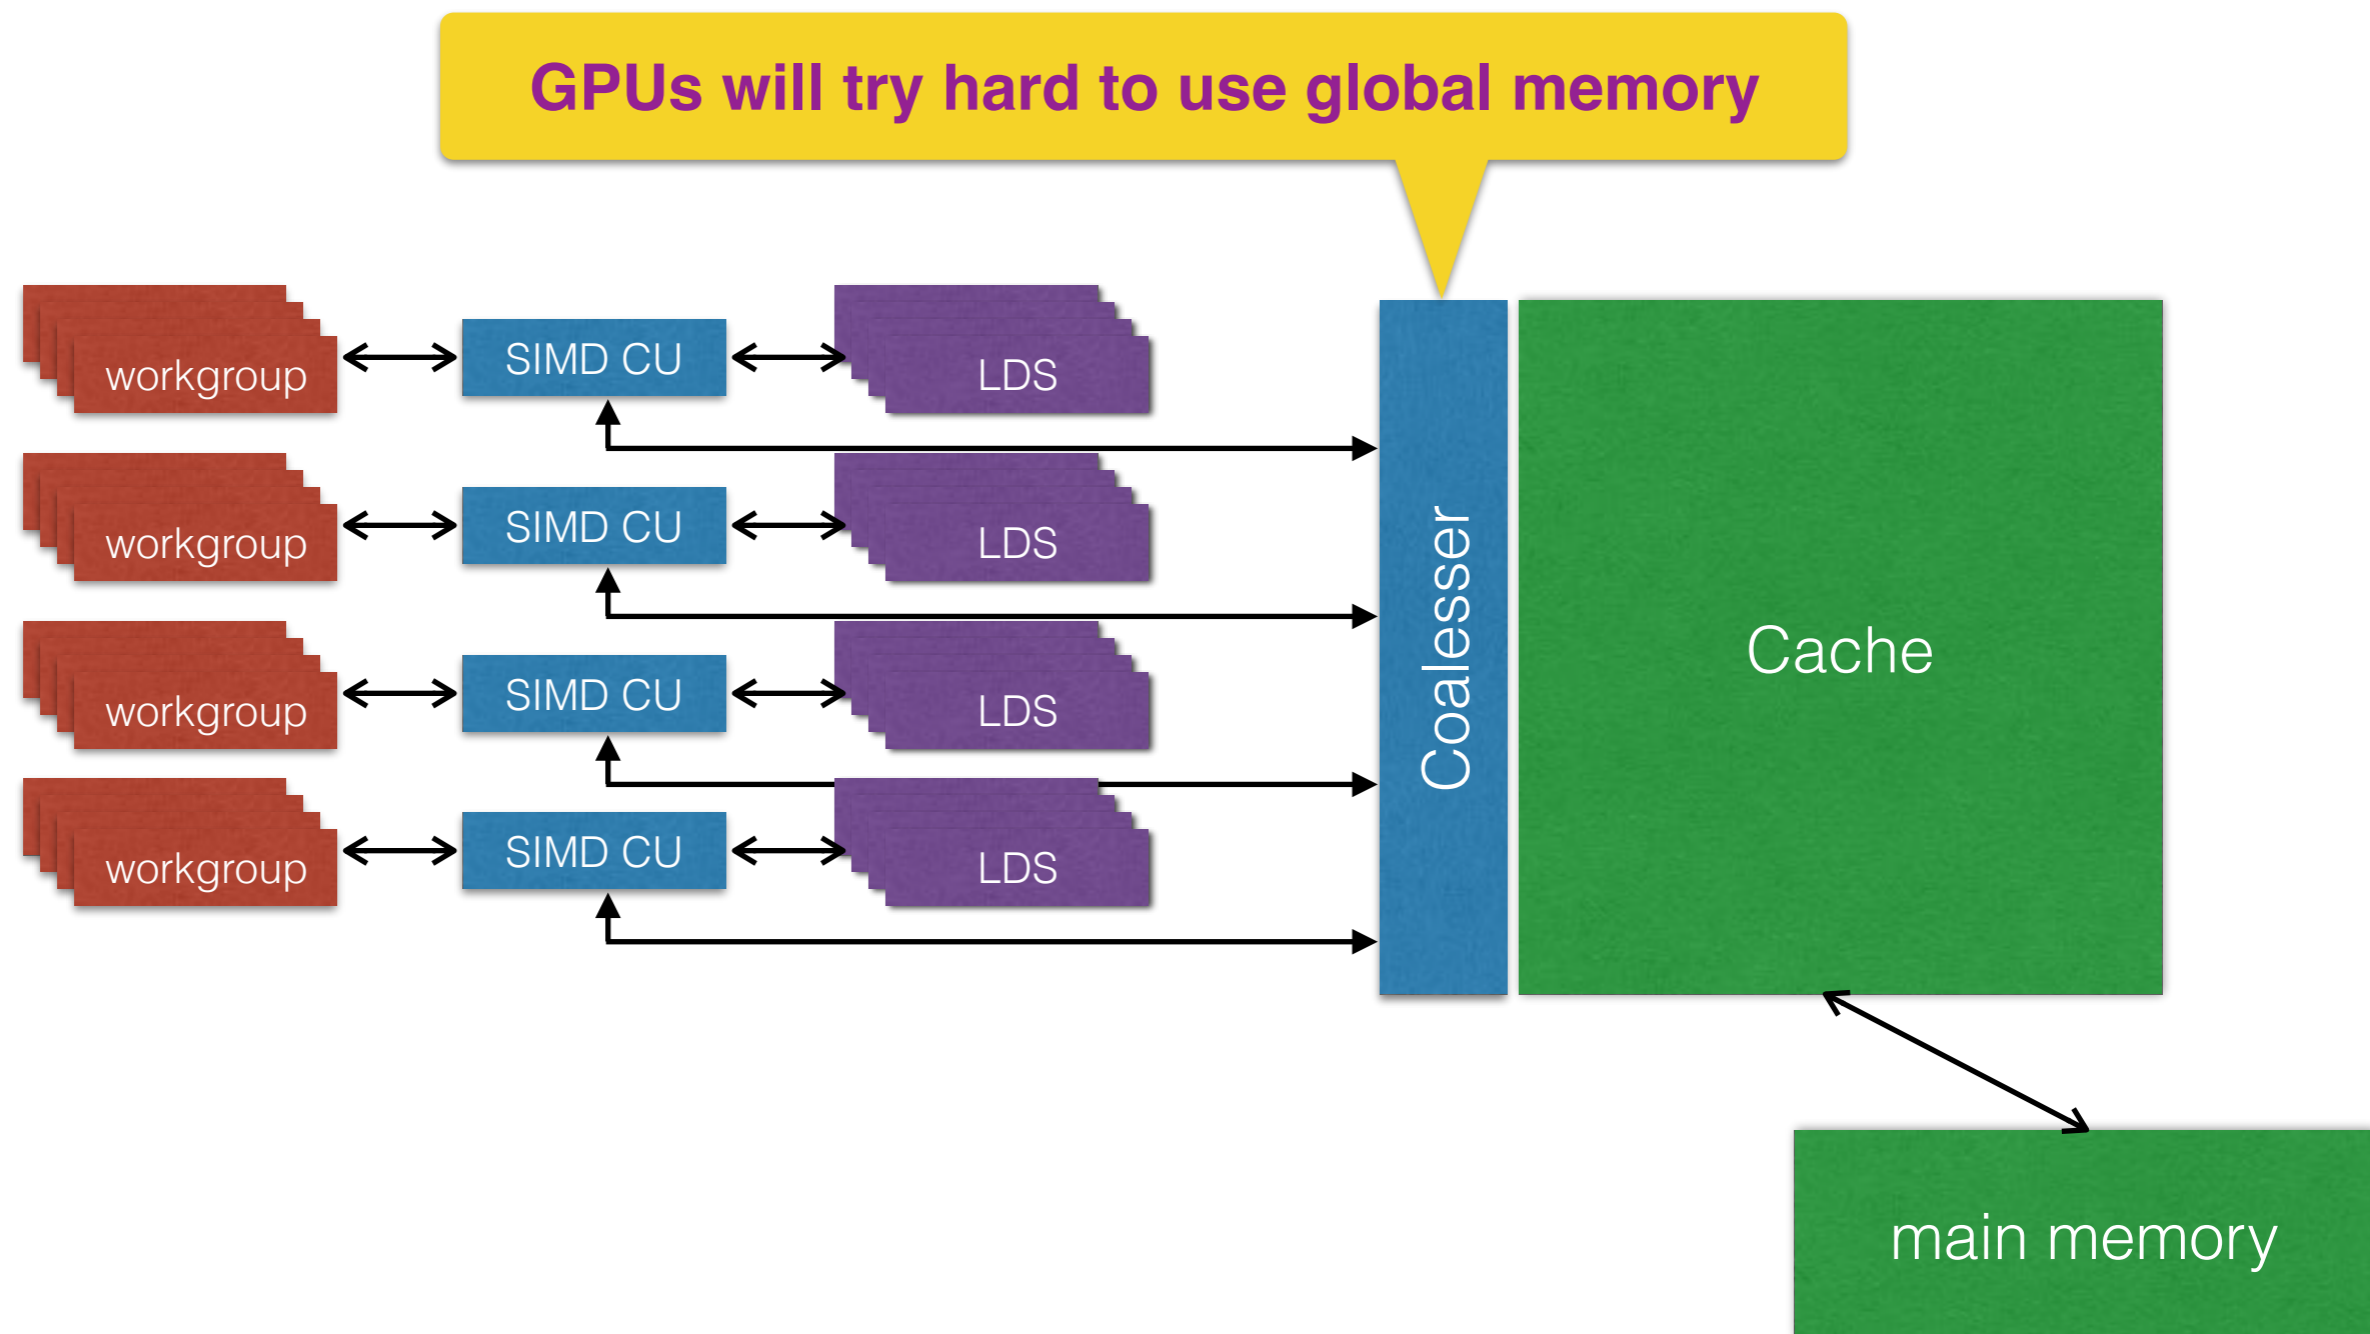 GPUs will try hard to use global memory
workgroup
SIMD CU
LDS
workgroup
SIMD CU
LDS
workgroup
SIMD CU
LDS
workgroup
SIMD CU
LDS
Coalesser
Cache
main memory